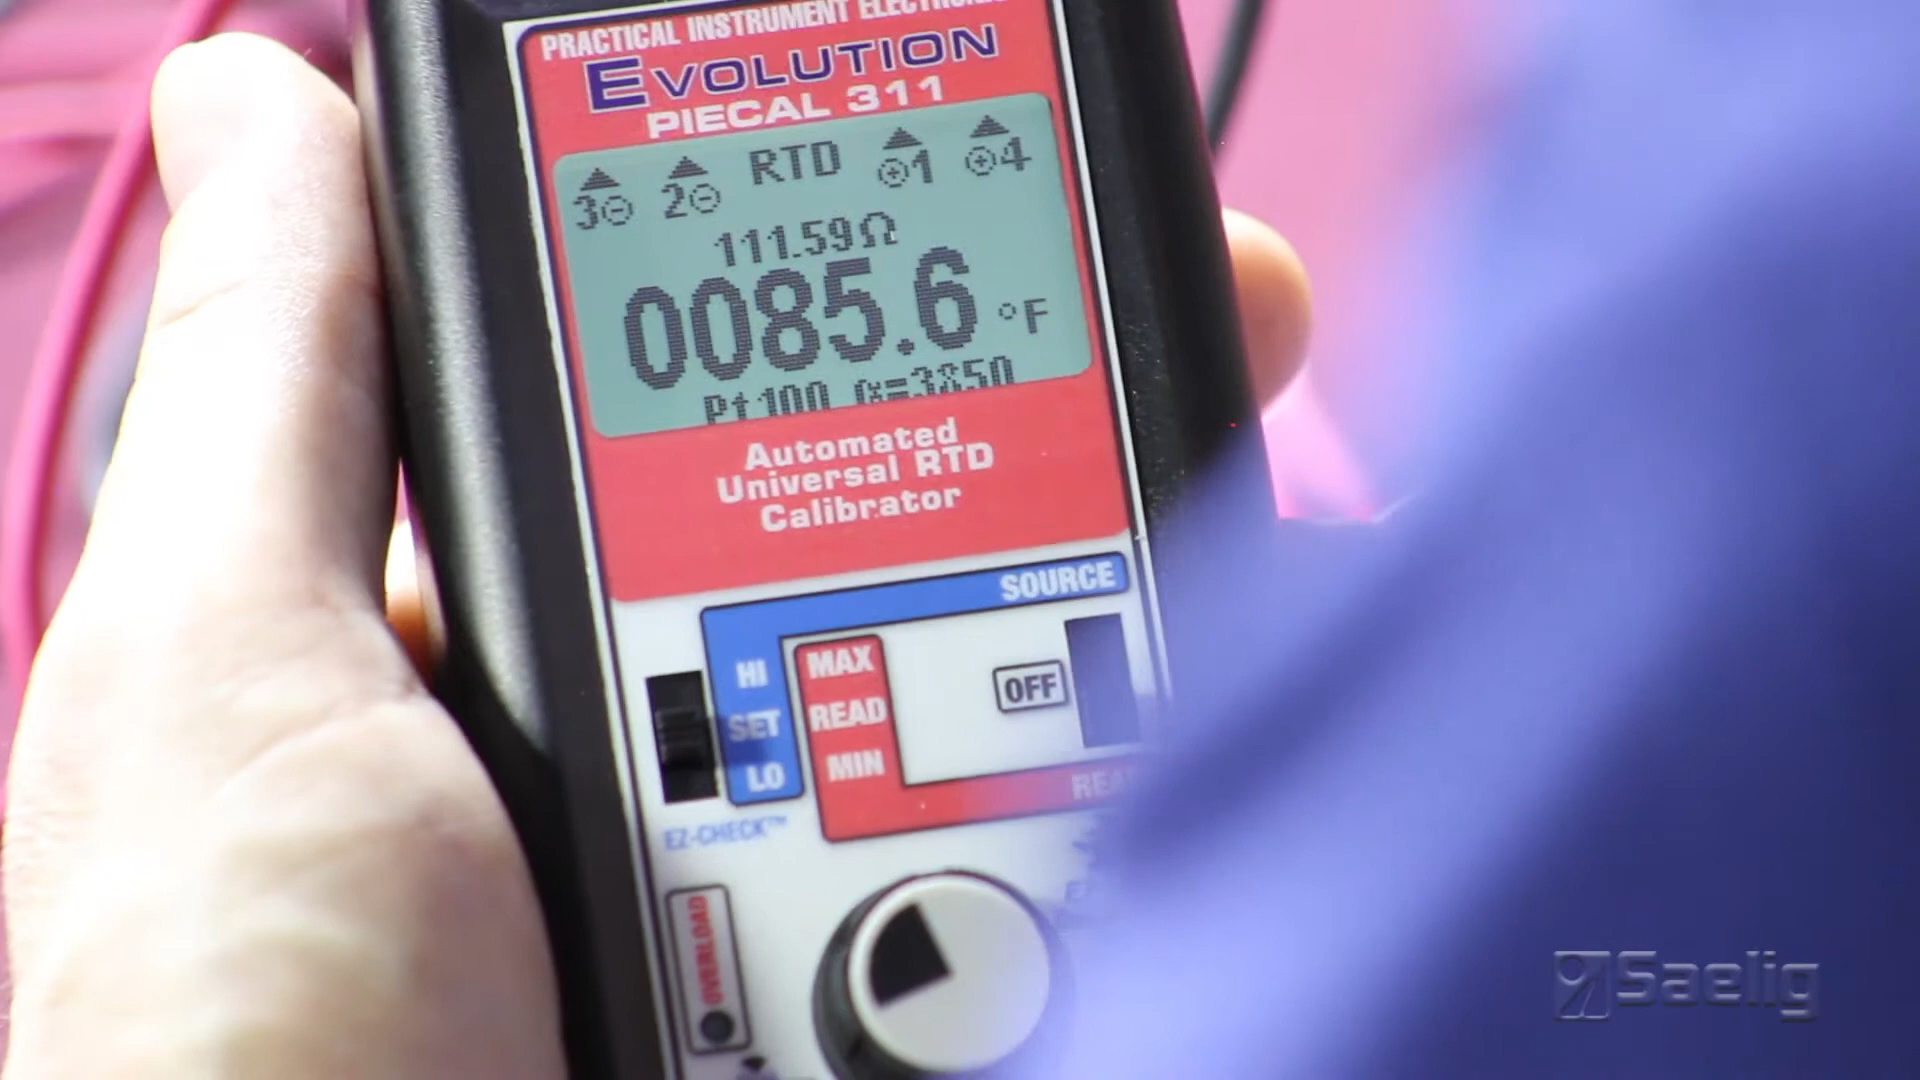 PRACTICAL INSTRUMENT
EVOLUTION
PIECAL 311
3⊖ 2⊖ RTD ⊕1 ⊕4
111.59Ω
0085.6 °F
Pt100 α=3850
Automated
Universal RTD
Calibrator
SOURCE
HI
SET
LO
MAX
READ
MIN
OFF
EZ-CHECK™
OVERLOAD
Saelig